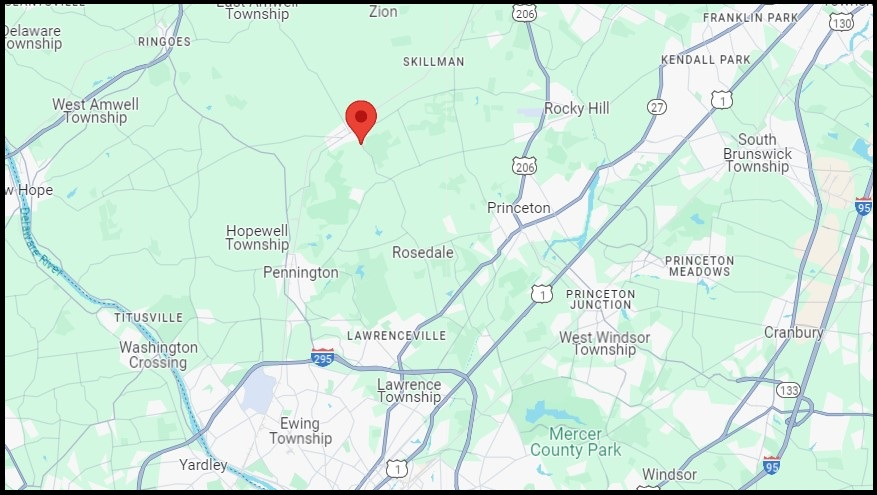 East Amwell
Township
Zion
206
FRANKLIN PARK
130
Delaware
ownship
RINGOES
SKILLMAN
KENDALL PARK
West Amwell
Township
Rocky Hill
27
1
206
South
Brunswick
Township
w Hope
Princeton
95
Delaware River
Hopewell
Township
Rosedale
Pennington
PRINCETON
MEADOWS
1
PRINCETON
JUNCTION
TITUSVILLE
LAWRENCEVILLE
West Windsor
Township
Cranbury
Washington
Crossing
295
Lawrence
Township
133
Ewing
Township
Mercer
County Park
Yardley
1
Windsor
95